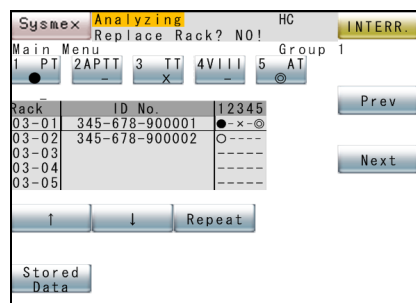 Sysmex Analyzing HC INTERR.
Replace Rack? NO!
Main Menu Group 1
1 PT 2APTT 3 TT 4VIII 5 AT
● – × – ◎
Prev
Rack ID No. 12345
03-01 345-678-900001 ●-×-◎
03-02 345-678-900002 ○----
03-03 -----
03-04 -----
03-05 -----
Next
↑ ↓ Repeat
Stored
Data